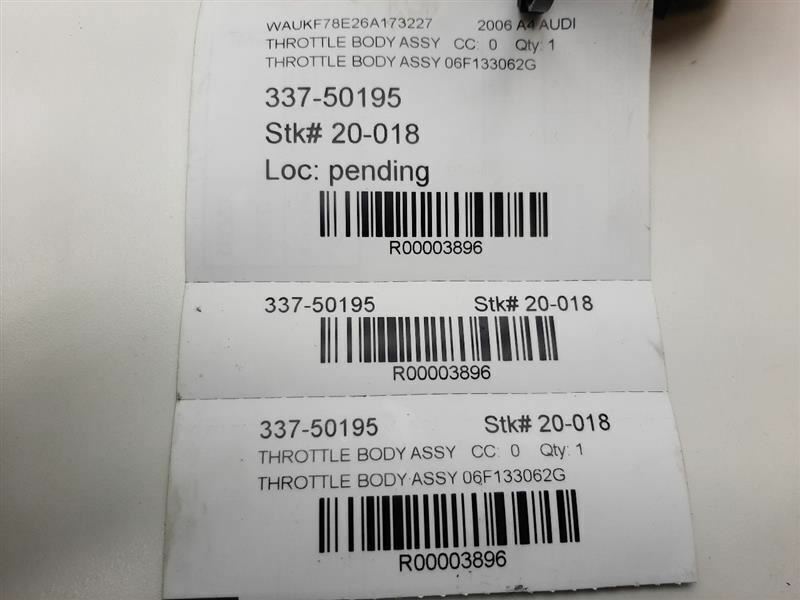 WAUKF78E26A173227 2006 A4 AUDI
THROTTLE BODY ASSY CC: 0 Qty: 1
THROTTLE BODY ASSY 06F133062G
337-50195
Stk# 20-018
Loc: pending
R00003896
337-50195 Stk# 20-018
R00003896
337-50195 Stk# 20-018
THROTTLE BODY ASSY CC: 0 Qty: 1
THROTTLE BODY ASSY 06F133062G
R00003896